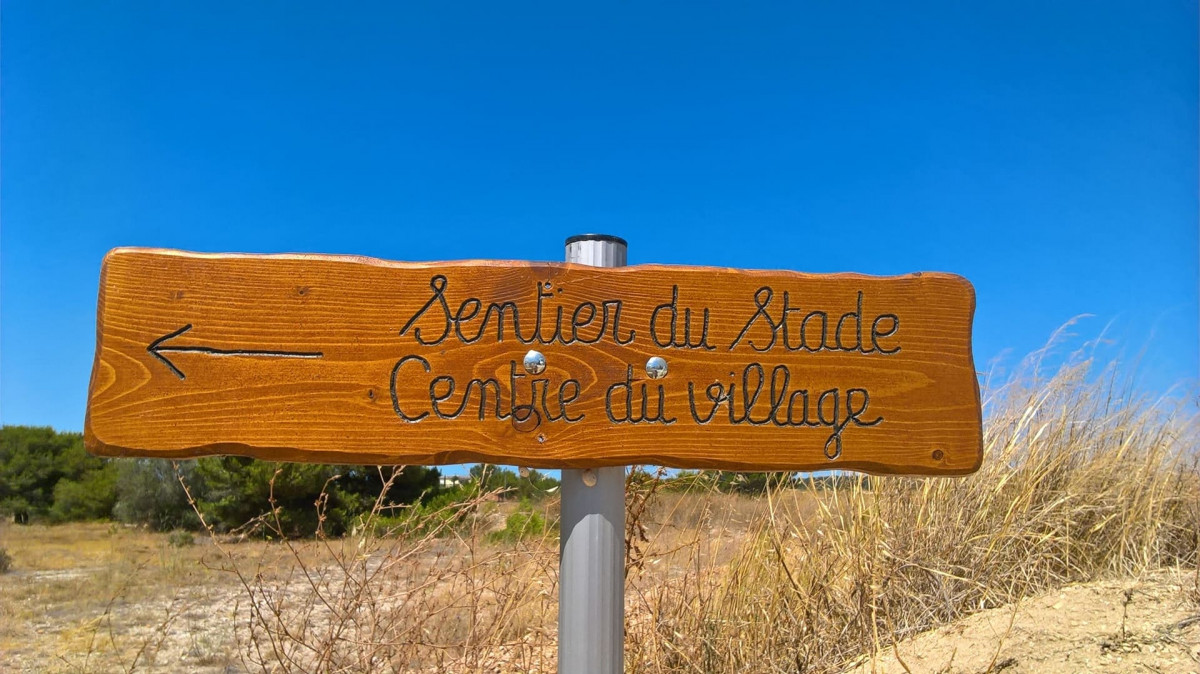 Sentier du Stade
Centre du village